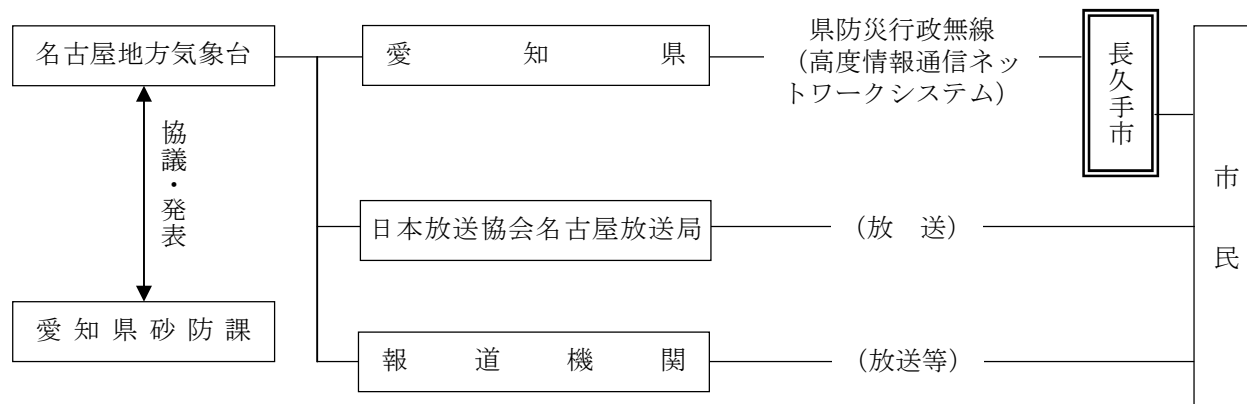 名古屋地方気象台
愛知県
県防災行政無線
（高度情報通信ネッ
トワークシステム）
長久手市
市民
協議・発表
日本放送協会名古屋放送局
（放　送）
愛知県砂防課
報道機関
（放送等）